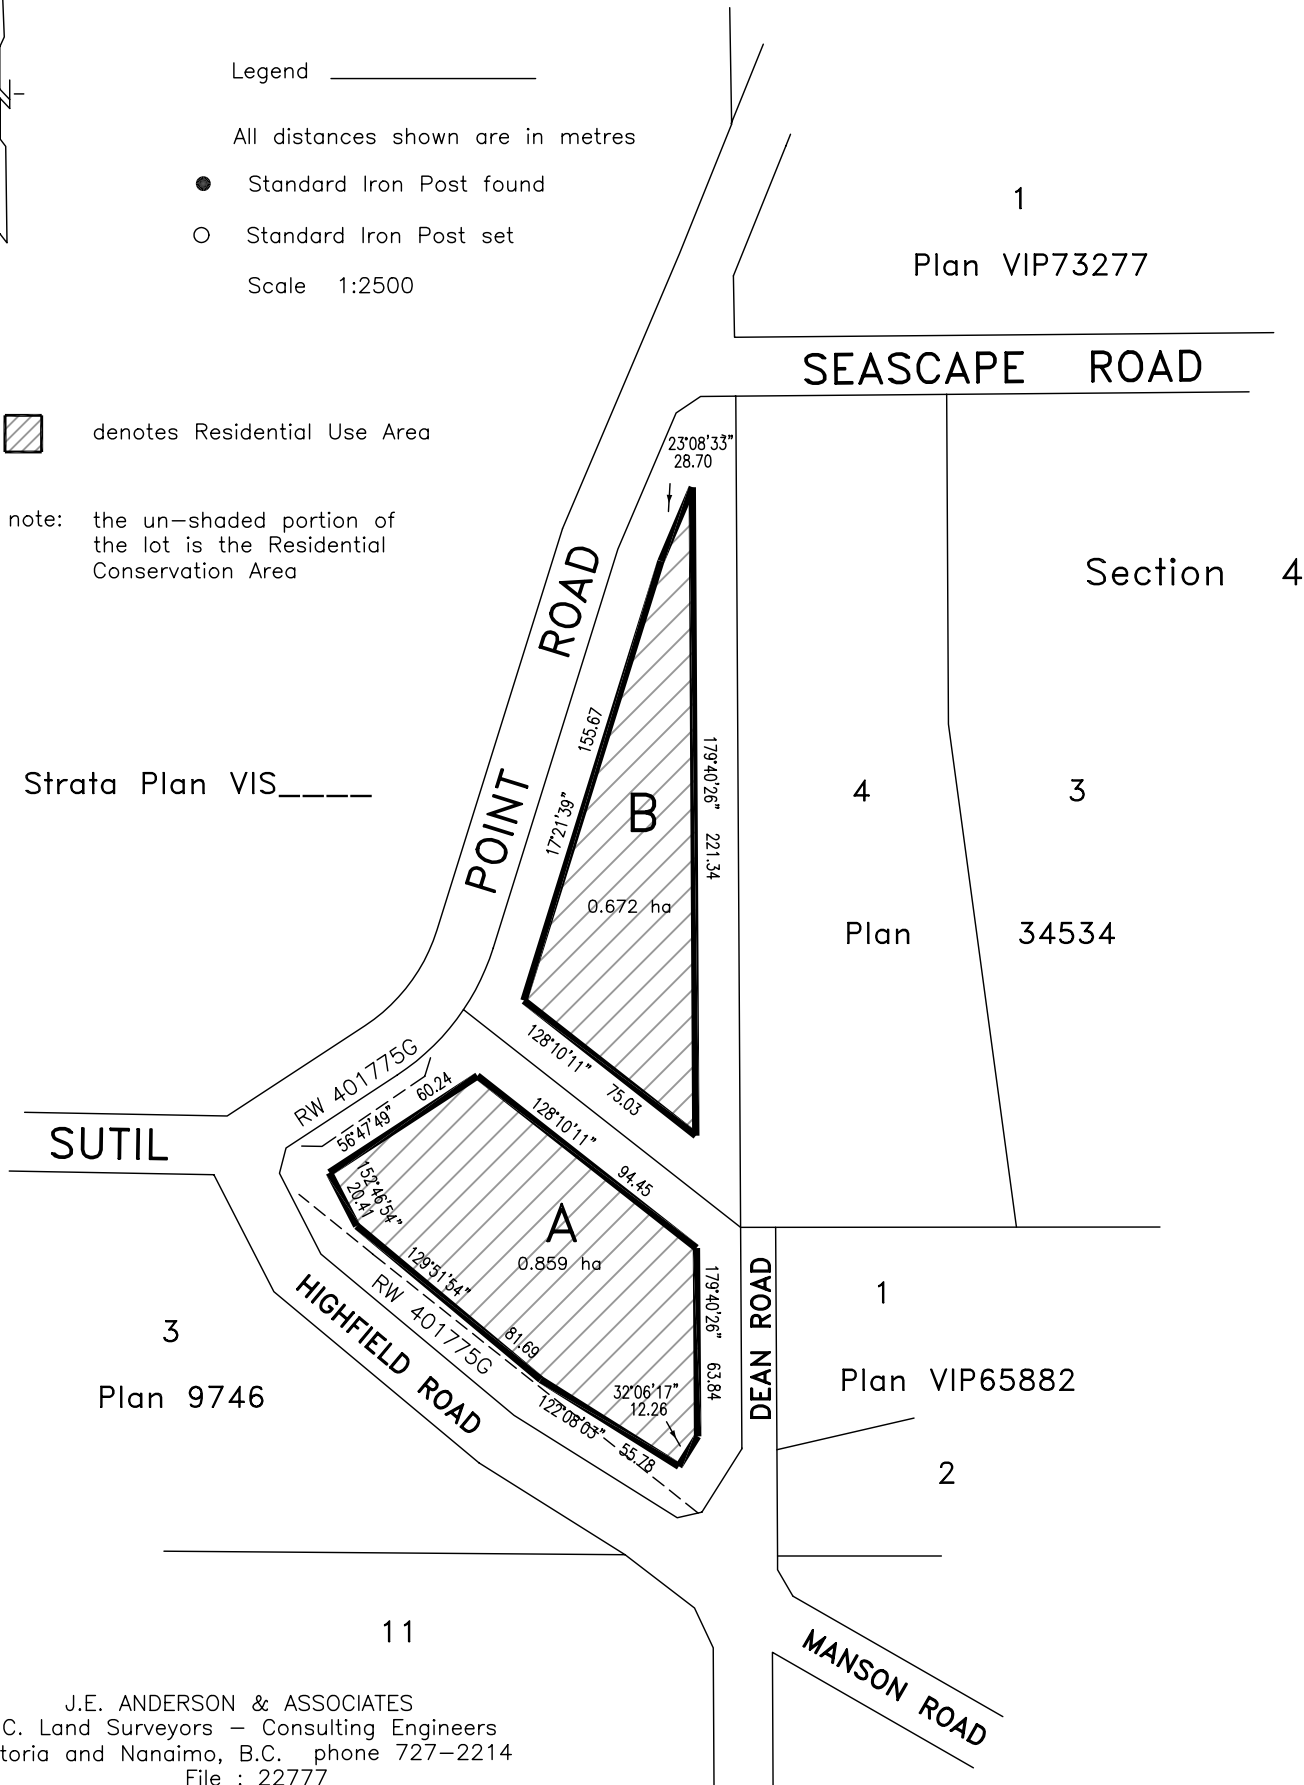 Legend
All distances shown are in metres
Standard Iron Post found
Standard Iron Post set
Scale 1:2500
1
Plan VIP73277
SEASCAPE ROAD
denotes Residential Use Area
23°08'33"
28.70
note: the un-shaded portion of
the lot is the Residential
Conservation Area
Section 4
POINT ROAD
155.67
17°21'39"
179°40'26" 221.34
B
0.672 ha
Strata Plan VIS____
4
3
Plan 34534
128°10'11" 75.03
RW 401775G
56°47'49" 60.24
128°10'11" 94.45
SUTIL
152°46'54"
20.41
A
0.859 ha
129°51'54" 81.69
RW 401775G
HIGHFIELD ROAD
179°40'26" 63.84
DEAN ROAD
32°06'17"
12.26
122°08'03" 55.78
1
Plan VIP65882
3
Plan 9746
2
11
MANSON ROAD
J.E. ANDERSON & ASSOCIATES
C. Land Surveyors – Consulting Engineers
toria and Nanaimo, B.C. phone 727-2214
File : 22777